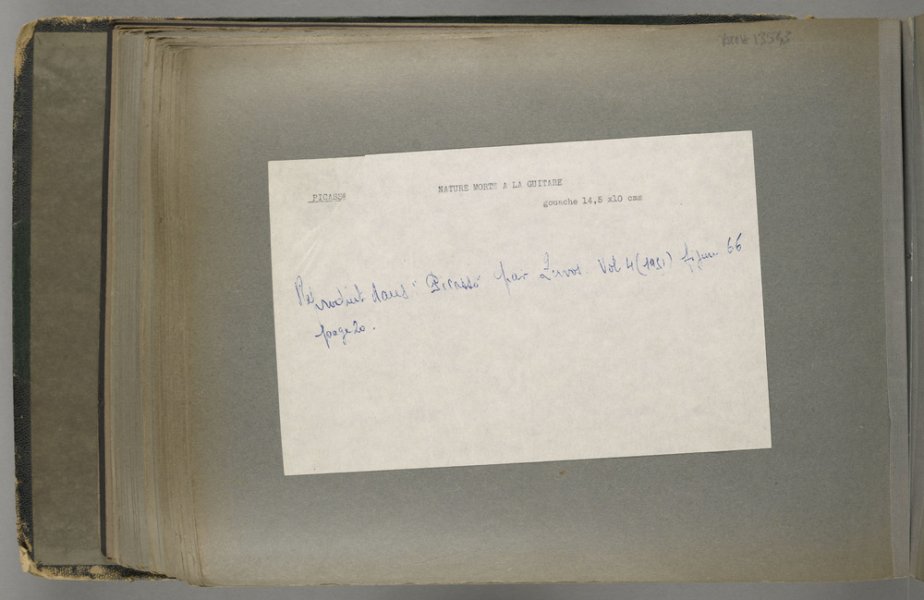 13543
NATURE MORTE A LA GUITARE
PICASSO
gouache 14,5 x10 cms
Reproduit dans "Picasso" par Zervos. Vol 4 (1951) figure 66
page 20.